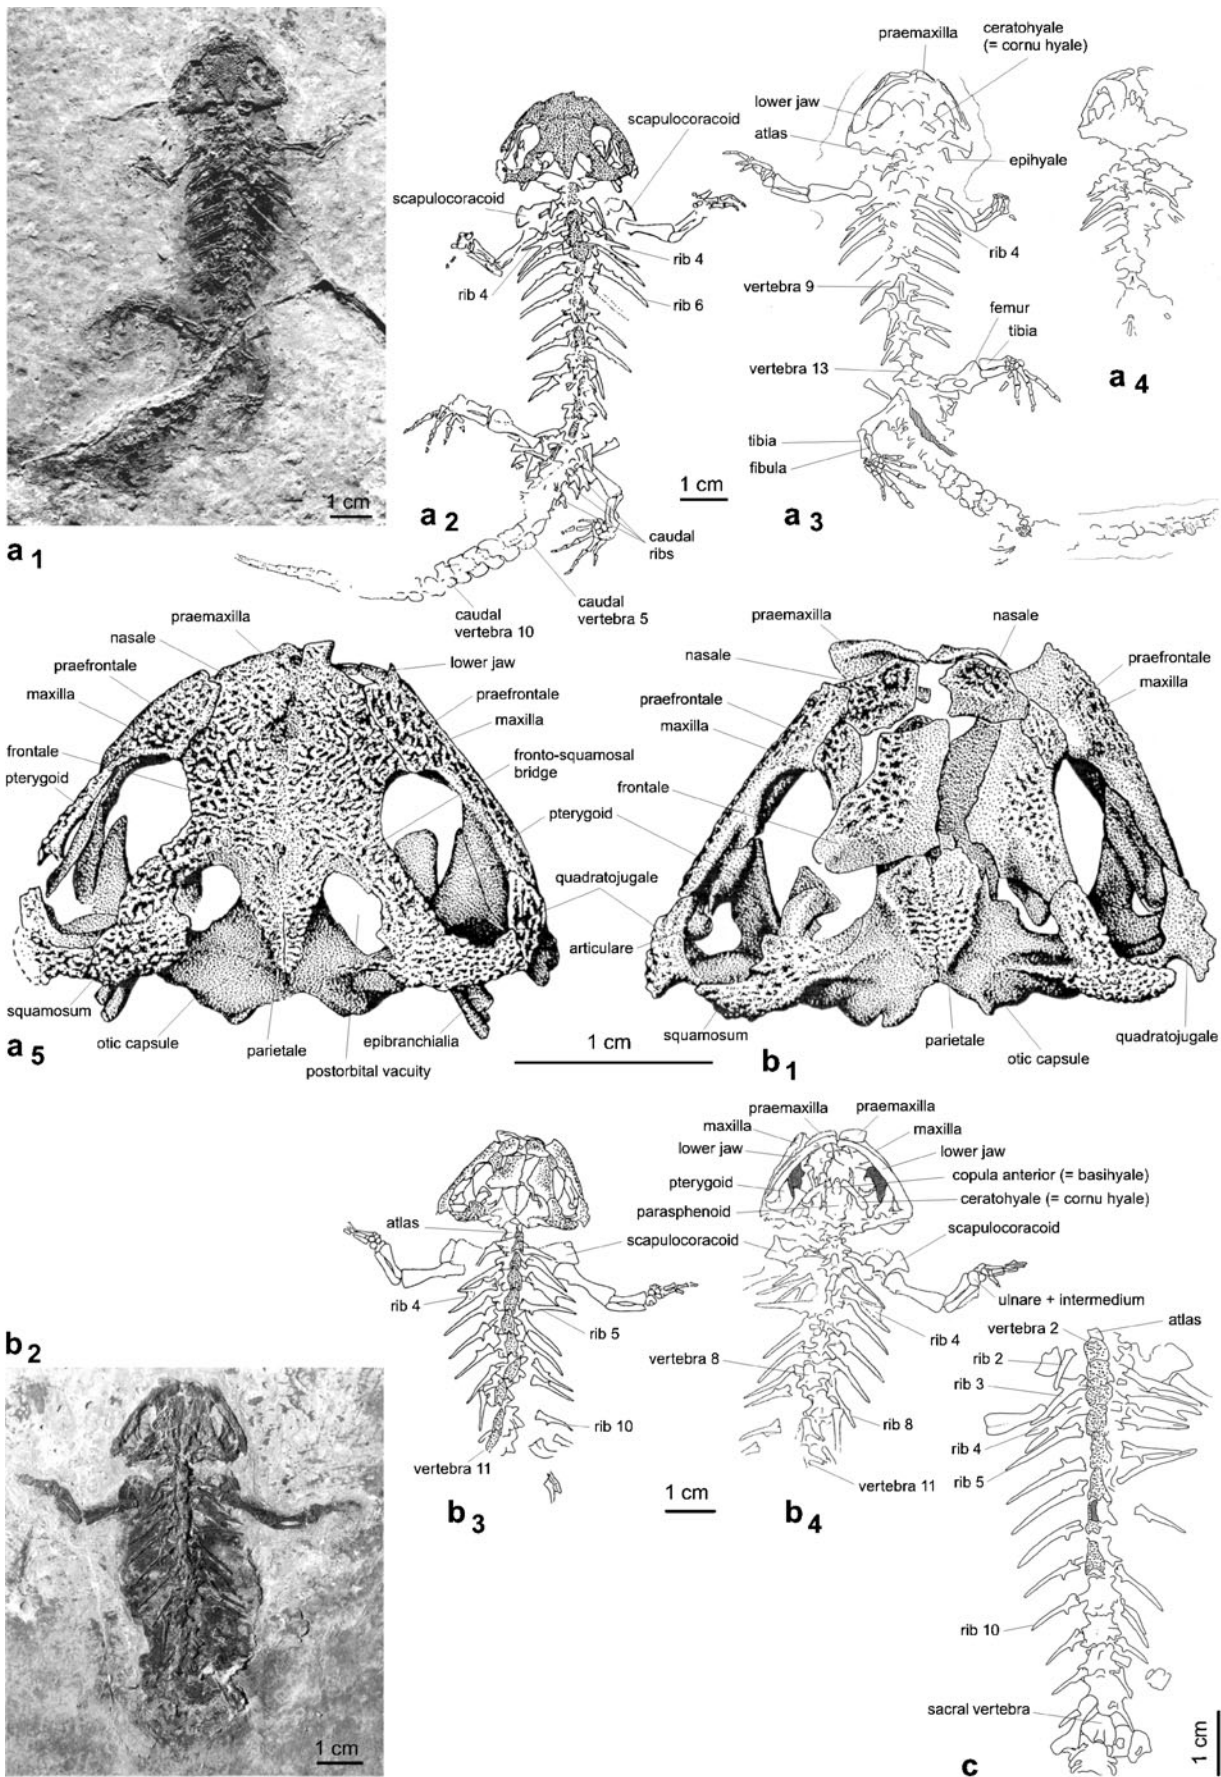 praemaxilla
ceratohyale
(= cornu hyale)
lower jaw
atlas
epihyale
scapulocoracoid
scapulocoracoid
rib 4
rib 4
rib 6
rib 4
vertebra 9
femur
tibia
vertebra 13
tibia
fibula
1 cm
1 cm
a 1
a 2
a 3
a 4
caudal
ribs
caudal
vertebra 5
caudal
vertebra 10
praemaxilla
nasale
praefrontale
maxilla
frontale
pterygoid
lower jaw
praefrontale
maxilla
fronto-squamosal
bridge
pterygoid
quadratojugale
articulare
squamosum
otic capsule
parietale
postorbital vacuity
epibranchialia
a 5
1 cm
praemaxilla
nasale
nasale
praefrontale
maxilla
praefrontale
maxilla
frontale
squamosum
parietale
otic capsule
quadratojugale
b 1
atlas
scapulocoracoid
rib 4
rib 5
rib 10
vertebra 11
b 3
1 cm
praemaxilla
praemaxilla
maxilla
maxilla
lower jaw
lower jaw
pterygoid
copula anterior (= basihyale)
parasphenoid
ceratohyale (= cornu hyale)
scapulocoracoid
ulnare + intermedium
rib 4
vertebra 8
rib 8
vertebra 11
b 4
b 2
1 cm
atlas
vertebra 2
rib 2
rib 3
rib 4
rib 5
rib 10
sacral vertebra
c
1 cm